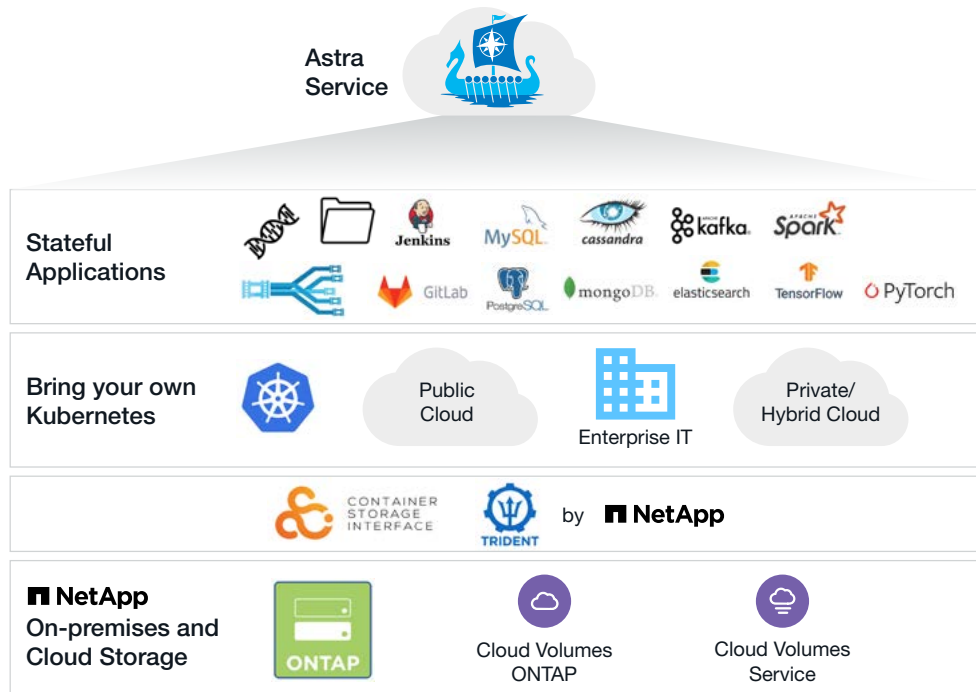 Astra
Service
Stateful
Applications
Jenkins
MySQL
cassandra
APACHE
kafka
APACHE
Spark
GitLab
PostgreSQL
mongoDB
elasticsearch
TensorFlow
PyTorch
Bring your own
Kubernetes
Public
Cloud
Enterprise IT
Private/
Hybrid Cloud
CONTAINER
STORAGE
INTERFACE
TRIDENT
by NetApp
NetApp
On-premises and
Cloud Storage
ONTAP
Cloud Volumes
ONTAP
Cloud Volumes
Service